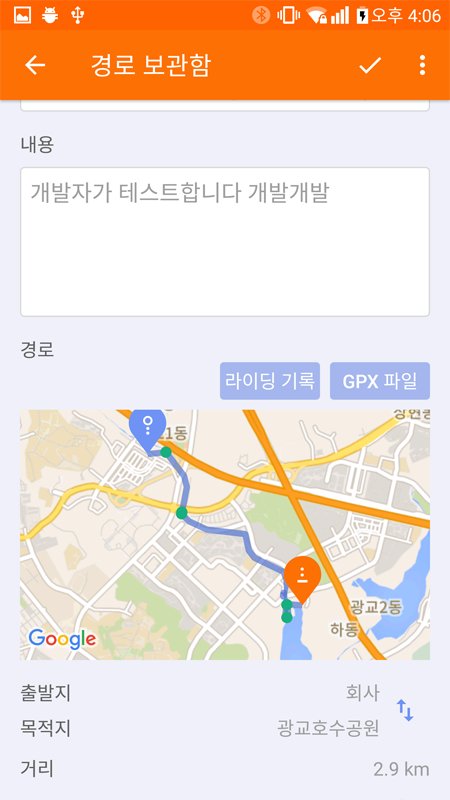 오후 4:06
경로 보관함
내용
개발자가 테스트합니다 개발개발
경로
라이딩 기록
GPX 파일
1동
광교2동
하동
Google
출발지 회사
목적지 광교호수공원
거리 2.9 km